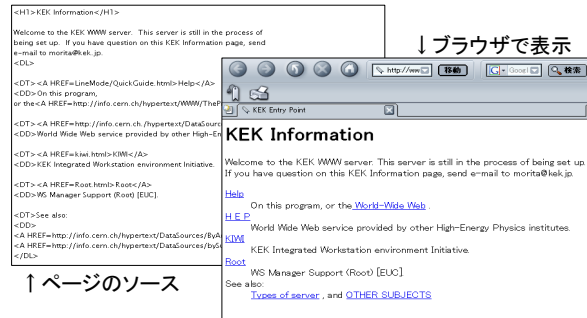 <H1>KEK Information</H1>
Welcome to the KEK WWW server. This server is still in the process of
being set up. If you have question on this KEK Information page, send
e-mail to morita@kek.jp.
<DL>
<DT> <A HREF=LineMode/QuickGuide.html>Help</A>
<DD> On this program,
or the<A HREF=http://info.cern.ch/hypertext/WWW/TheP
<DT> <A HREF=http://info.cern.ch./hypertext/DataSourc
<DD>World Wide Web service provided by other High-En
<DT> <A HREF=kiwi.html>KIWI</A>
<DD>KEK Integrated Workstation environment Initiative.
<DT> <A HREF=Root.html>Root</A>
<DD>WS Manager Support (Root) [EUC].
<DT>See also:
<DD>
<A HREF=http://info.cern.ch/hypertext/DataSources/ByA
<A HREF=http://info.cern.ch/hypertext/DataSources/bySu
</DL>
↑ページのソース
↓ブラウザで表示
http://ww
移動
G
Googl
検索
KEK Entry Point
KEK Information
Welcome to the KEK WWW server. This server is still in the process of being set up.
If you have question on this KEK Information page, send e-mail to morita@kek.jp.
Help
On this program, or the World-Wide Web .
H E P
World Wide Web service provided by other High-Energy Physics institutes.
KIWI
KEK Integrated Workstation environment Initiative.
Root
WS Manager Support (Root) [EUC].
See also:
Types of server , and OTHER SUBJECTS